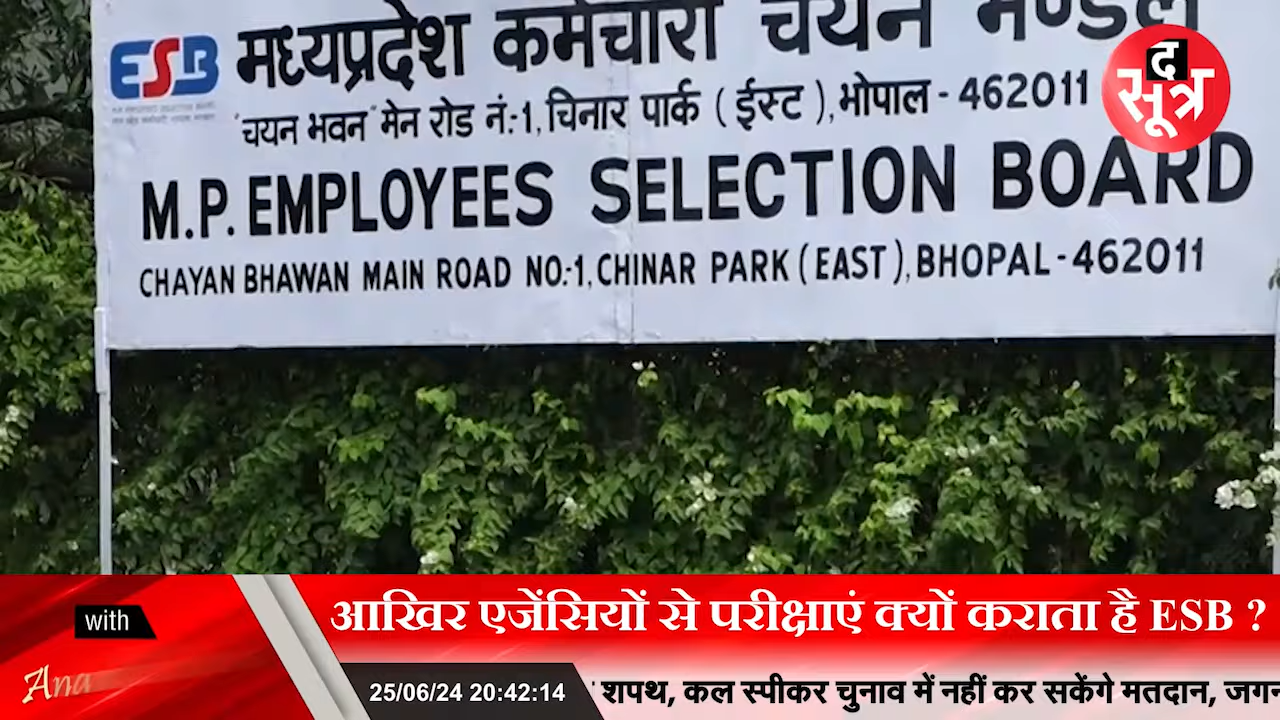 ESB
मध्यप्रदेश कर्मचारी चयन मण्डल
"चयन भवन" मेन रोड नं:-1, चिनार पार्क ( ईस्ट ), भोपाल - 462011
द
सूत्र
M.P. EMPLOYEES SELECTION BOARD
CHAYAN BHAWAN MAIN ROAD NO:-1, CHINAR PARK ( EAST ), BHOPAL - 462011
with
आखिर एजेंसियों से परीक्षाएं क्यों कराता है ESB ?
Ana
25/06/24 20:42:14
शपथ, कल स्पीकर चुनाव में नहीं कर सकेंगे मतदान, जगन